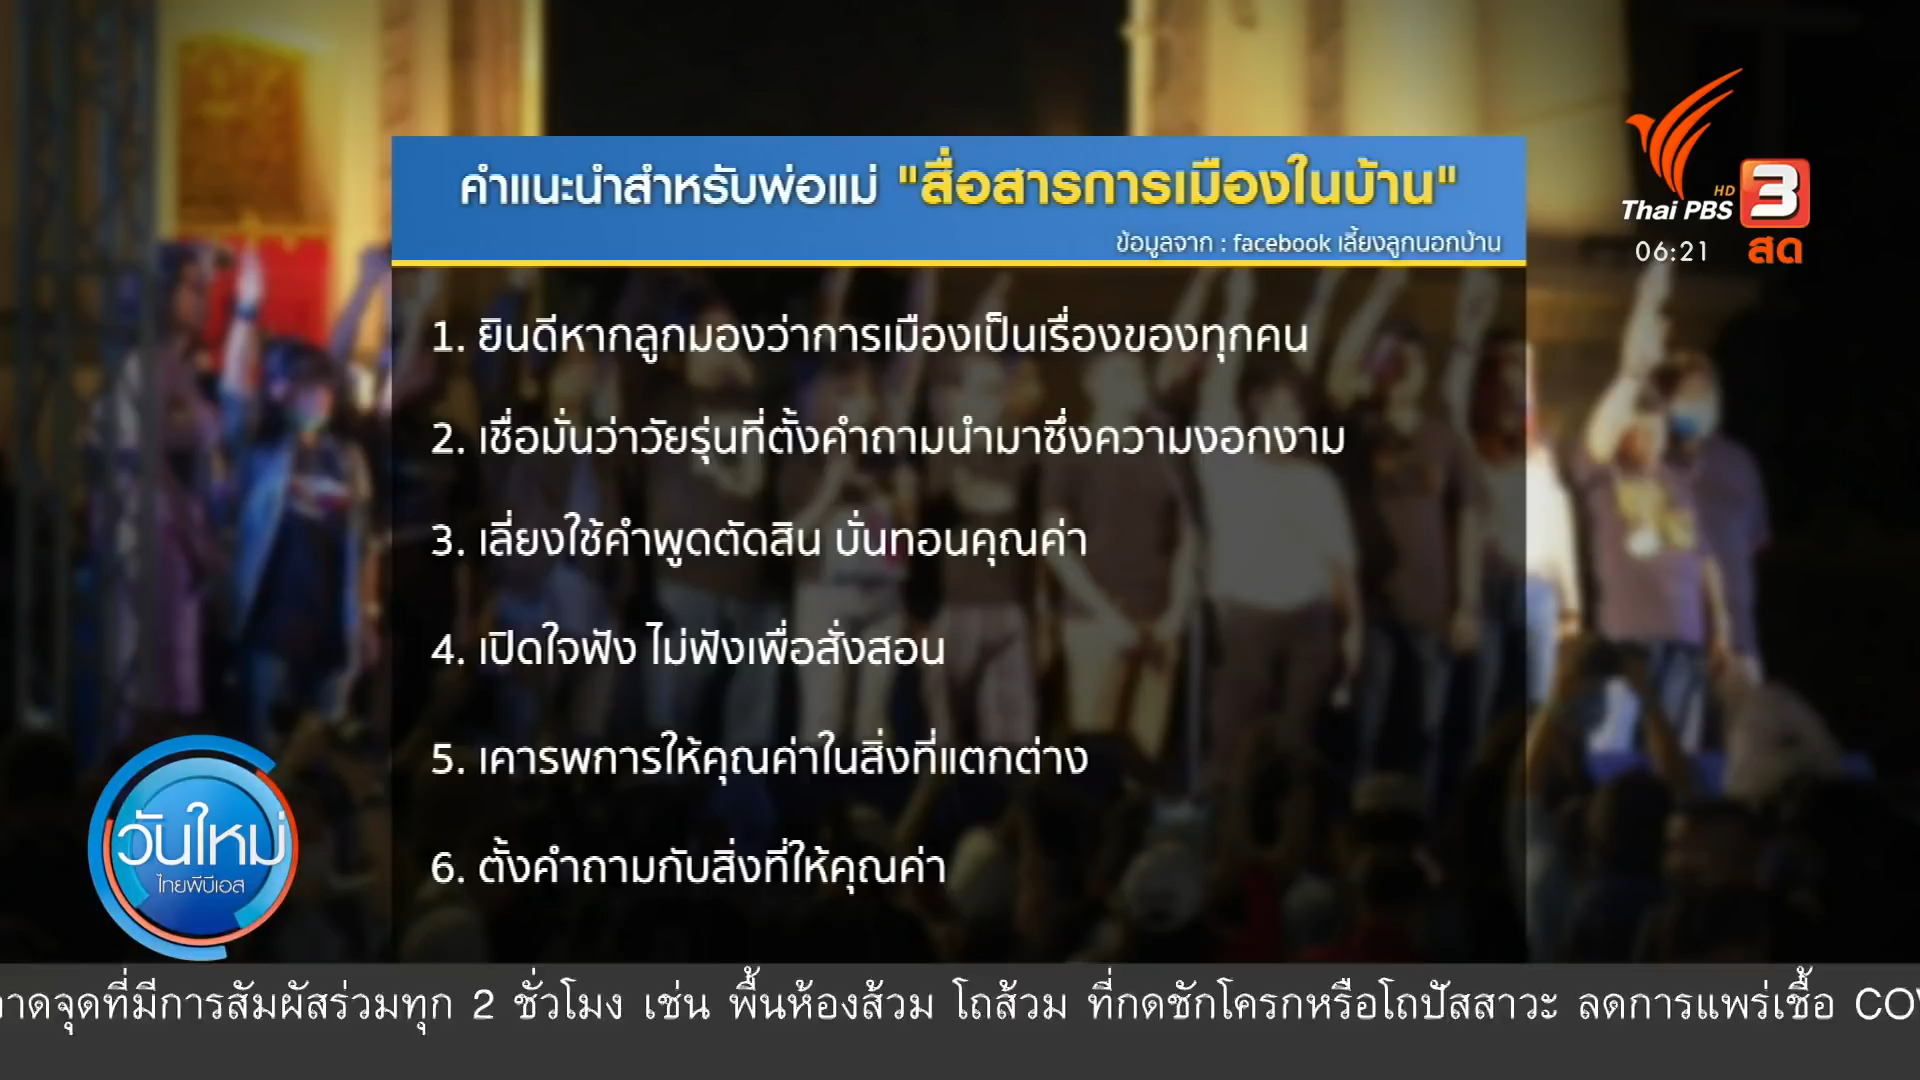 คำแนะนำสำหรับพ่อแม่ "สื่อสารการเมืองในบ้าน"
ข้อมูลจาก : facebook เลี้ยงลูกนอกบ้าน
HD
Thai PBS 3
06:21 สด
1. ยินดีหากลูกมองว่าการเมืองเป็นเรื่องของทุกคน
2. เชื่อมั่นว่าวัยรุ่นที่ตั้งคำถามนำมาซึ่งความงอกงาม
3. เลี่ยงใช้คำพูดตัดสิน บั่นทอนคุณค่า
4. เปิดใจฟัง ไม่ฟังเพื่อสั่งสอน
5. เคารพการให้คุณค่าในสิ่งที่แตกต่าง
6. ตั้งคำถามกับสิ่งที่ให้คุณค่า
วันใหม่
ไทยพีบีเอส
าดจุดที่มีการสัมผัสร่วมทุก 2 ชั่วโมง เช่น พื้นห้องส้วม โถส้วม ที่กดชักโครกหรือโถปัสสาวะ ลดการแพร่เชื้อ CO